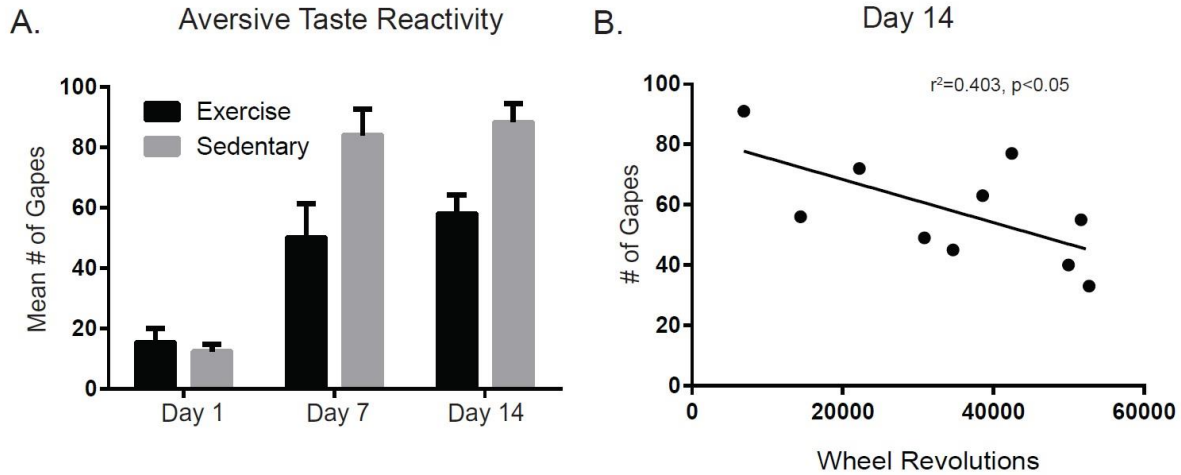 A.
Aversive Taste Reactivity
Mean # of Gapes
100
80
60
40
20
0
Exercise
Sedentary
Day 1
Day 7
Day 14
B.
Day 14
r²=0.403, p<0.05
# of Gapes
100
80
60
40
20
0
0
20000
40000
60000
Wheel Revolutions